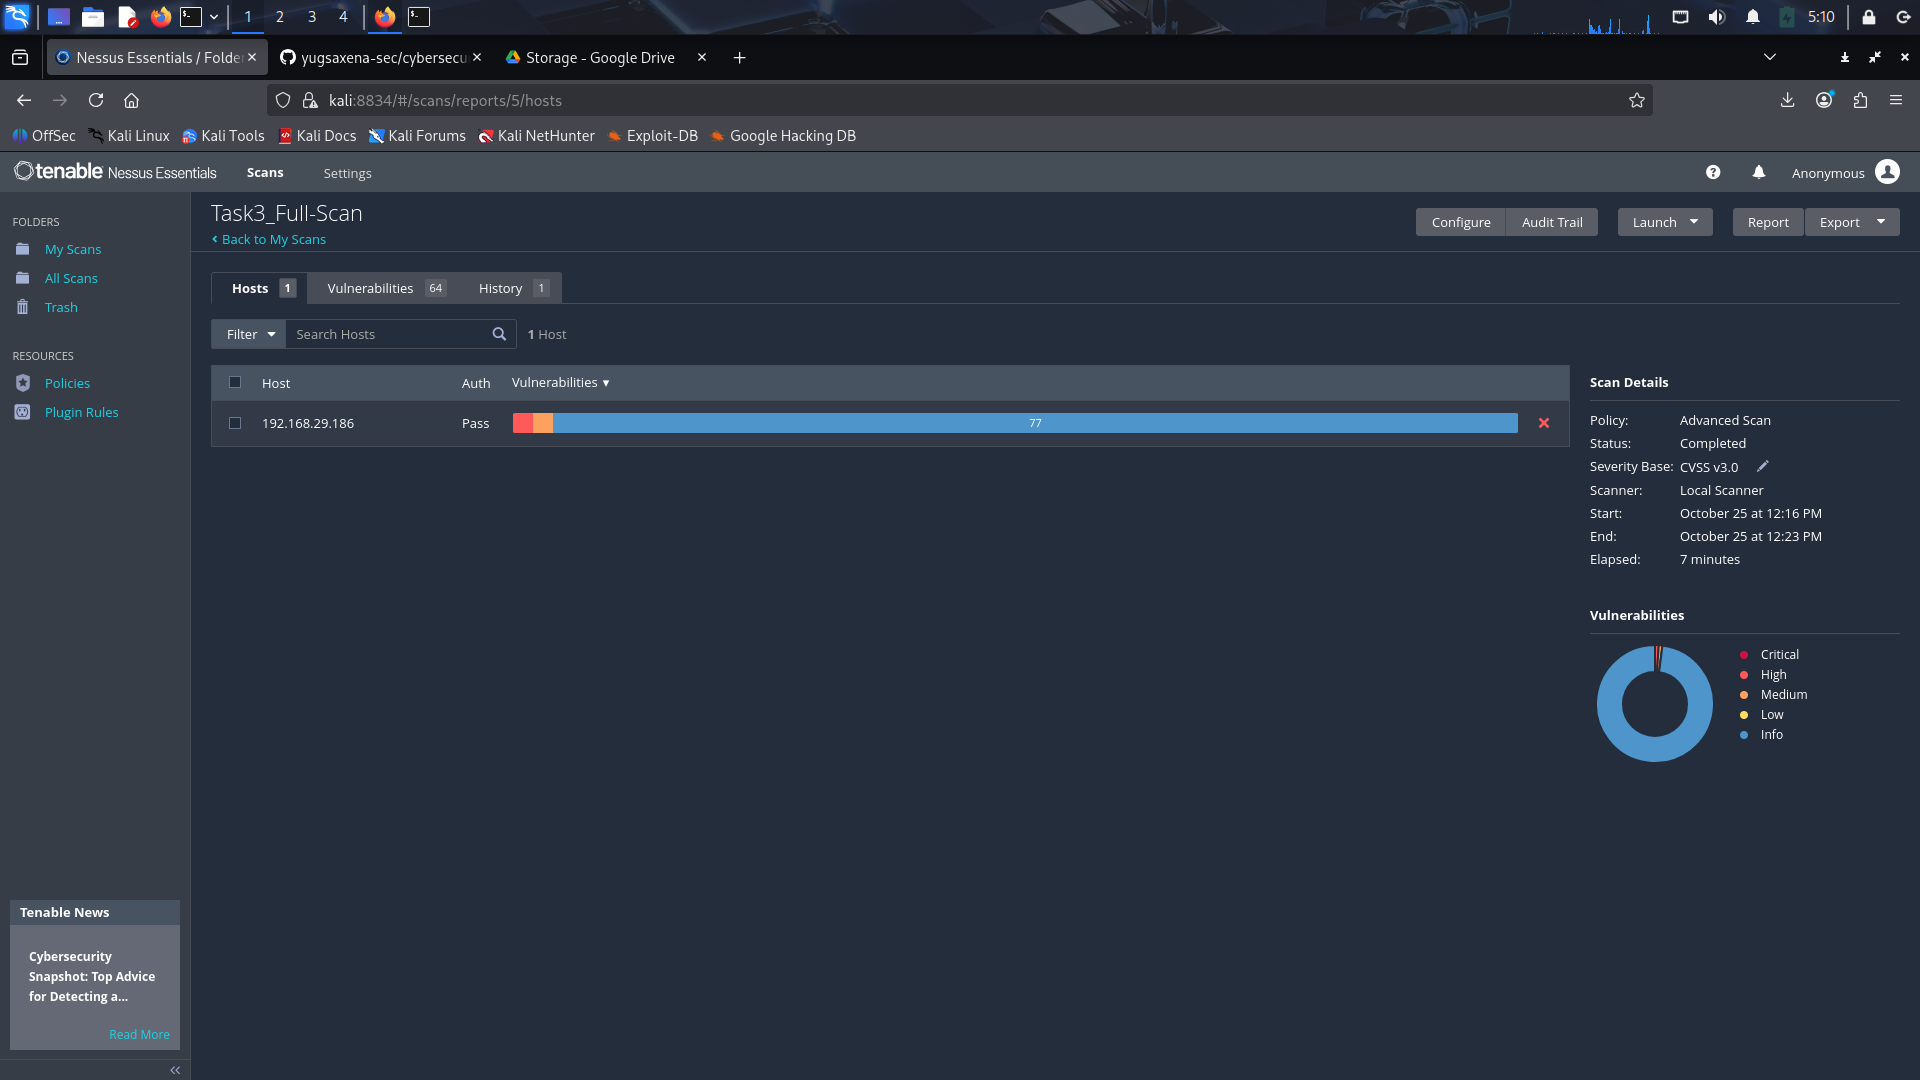 1 2 3 4 5:10
Nessus Essentials / Folde
yugsaxena-sec/cybersecu
Storage - Google Drive
kali:8834/#/scans/reports/5/hosts
OffSec Kali Linux Kali Tools Kali Docs Kali Forums Kali NetHunter Exploit-DB Google Hacking DB
tenable Nessus Essentials Scans Settings Anonymous
FOLDERS
My Scans
All Scans
Trash
RESOURCES
Policies
Plugin Rules
Tenable News
Cybersecurity
Snapshot: Top Advice
for Detecting a...
Read More
Task3_Full-Scan
Back to My Scans
Configure Audit Trail Launch Report Export
Hosts 1 Vulnerabilities 64 History 1
Filter Search Hosts 1 Host
Host Auth Vulnerabilities
192.168.29.186 Pass 77
Scan Details
Policy: Advanced Scan
Status: Completed
Severity Base: CVSS v3.0
Scanner: Local Scanner
Start: October 25 at 12:16 PM
End: October 25 at 12:23 PM
Elapsed: 7 minutes
Vulnerabilities
Critical
High
Medium
Low
Info